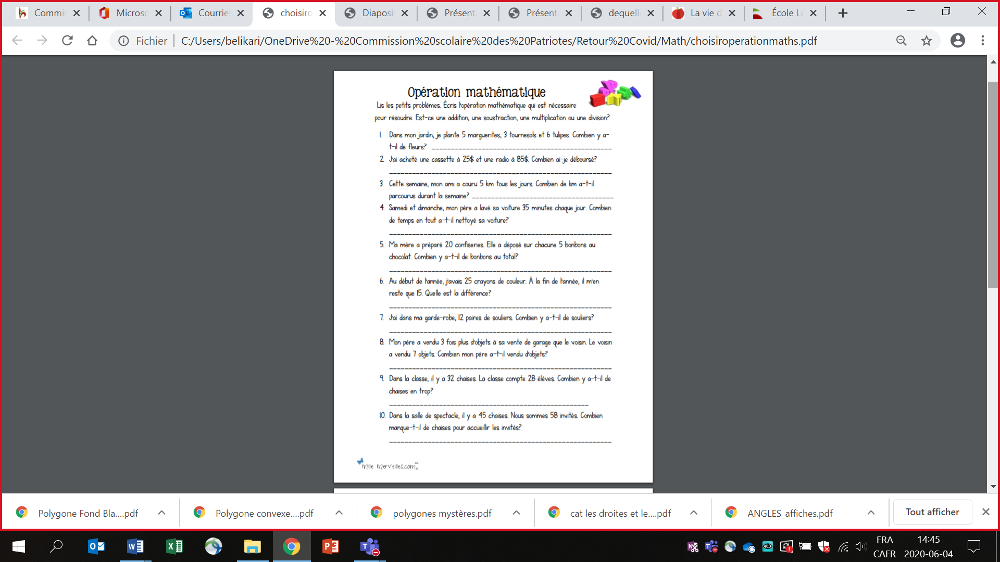 Commis
Microso
Courrie
choisiro
Diaposi
Présent
Présent
dequell
La vie d
École Le
Fichier
C:/Users/belikari/OneDrive%20-%20Commission%20scolaire%20des%20Patriotes/Retour%20Covid/Math/choisiroperationmaths.pdf
Opération mathématique
Lis les petits problèmes. Écris l'opération mathématique qui est nécessaire
pour résoudre. Est-ce une addition, une soustraction, une multiplication ou une division?
1. Dans mon jardin, je plante 5 marguerites, 3 tournesols et 6 tulipes. Combien y a-
t-il de fleurs?
2. J'ai acheté une cassette à 25$ et une radio à 85$. Combien ai-je déboursé?
3. Cette semaine, mon ami a couru 5 km tous les jours. Combien de km a-t-il
parcourus durant la semaine?
4. Samedi et dimanche, mon père a lavé sa voiture 35 minutes chaque jour. Combien
de temps en tout a-t-il nettoyé sa voiture?
5. Ma mère a préparé 20 confiseries. Elle a déposé sur chacune 5 bonbons au
chocolat. Combien y a-t-il de bonbons au total?
6. Au début de l'année, j'avais 25 crayons de couleur. À la fin de l'année, il m'en
reste que 15. Quelle est la différence?
7. J'ai dans ma garde-robe, 12 paires de souliers. Combien y a-t-il de souliers?
8. Mon père a vendu 3 fois plus d'objets à sa vente de garage que le voisin. Le voisin
a vendu 7 objets. Combien mon père a-t-il vendu d'objets?
9. Dans la classe, il y a 32 chaises. La classe compte 28 élèves. Combien y a-t-il de
chaises en trop?
10. Dans la salle de spectacle, il y a 45 chaises. Nous sommes 58 invités. Combien
manque-t-il de chaises pour accueillir les invités?
mille merveilles.com
Polygone Fond Bla....pdf
Polygone convexe....pdf
polygones mystères.pdf
cat les droites et le....pdf
ANGLES_affiches.pdf
Tout afficher
FRA
CAFR
14:45
2020-06-04